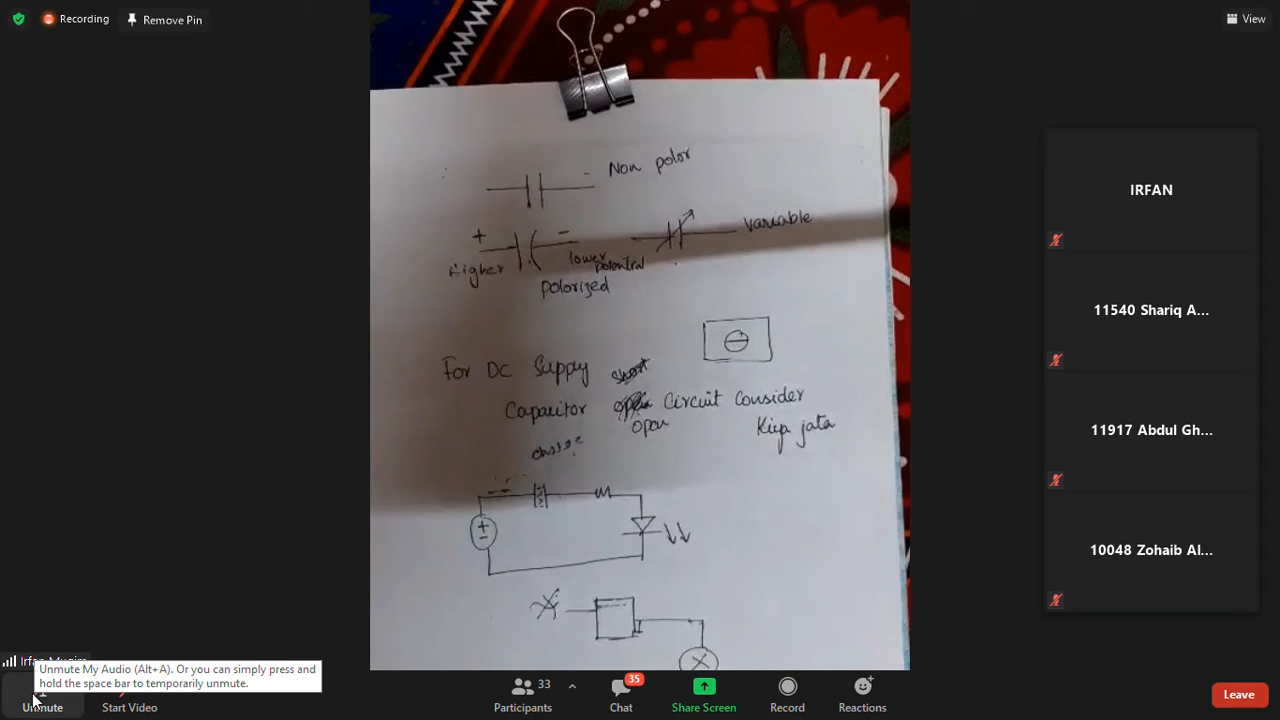 Recording
Remove Pin
View
Non polor
+ −
Higher
lower potential
polorized
Variable
For DC Supply
Capacitor Circuit Consider
open
Kiya jata
+
−
IRFAN
11540 Shariq A...
11917 Abdul Gh...
10048 Zohaib Al...
Unmute My Audio (Alt+A). Or you can simply press and
hold the space bar to temporarily unmute.
Unmute
Start Video
33
Participants
35
Chat
Share Screen
Record
Reactions
Leave